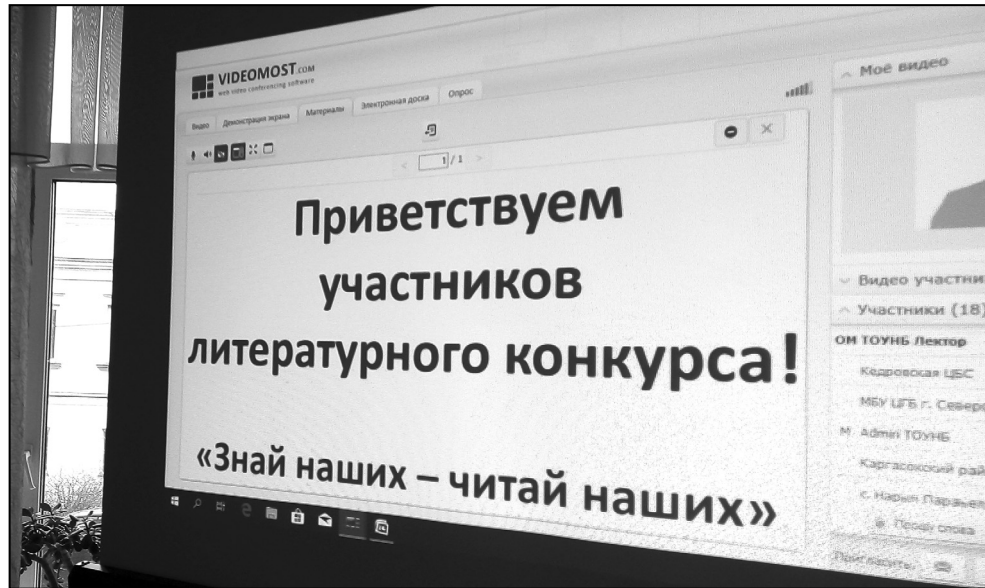 VIDEOMOST.COM
web video conferencing software
Видео Демонстрация экрана Материалы Электронная доска Опрос
1 / 1
Приветствуем
участников
литературного конкурса!
«Знай наших – читай наших»
Моё видео
Видео участни
Участники (18)
ОМ ТОУНБ Лектор
Кедровская ЦБС
МБУ ЦГБ г. Северс
М Admin ТОУНБ
Каргасокский рай
с. Нарым Парабел
Пригласить